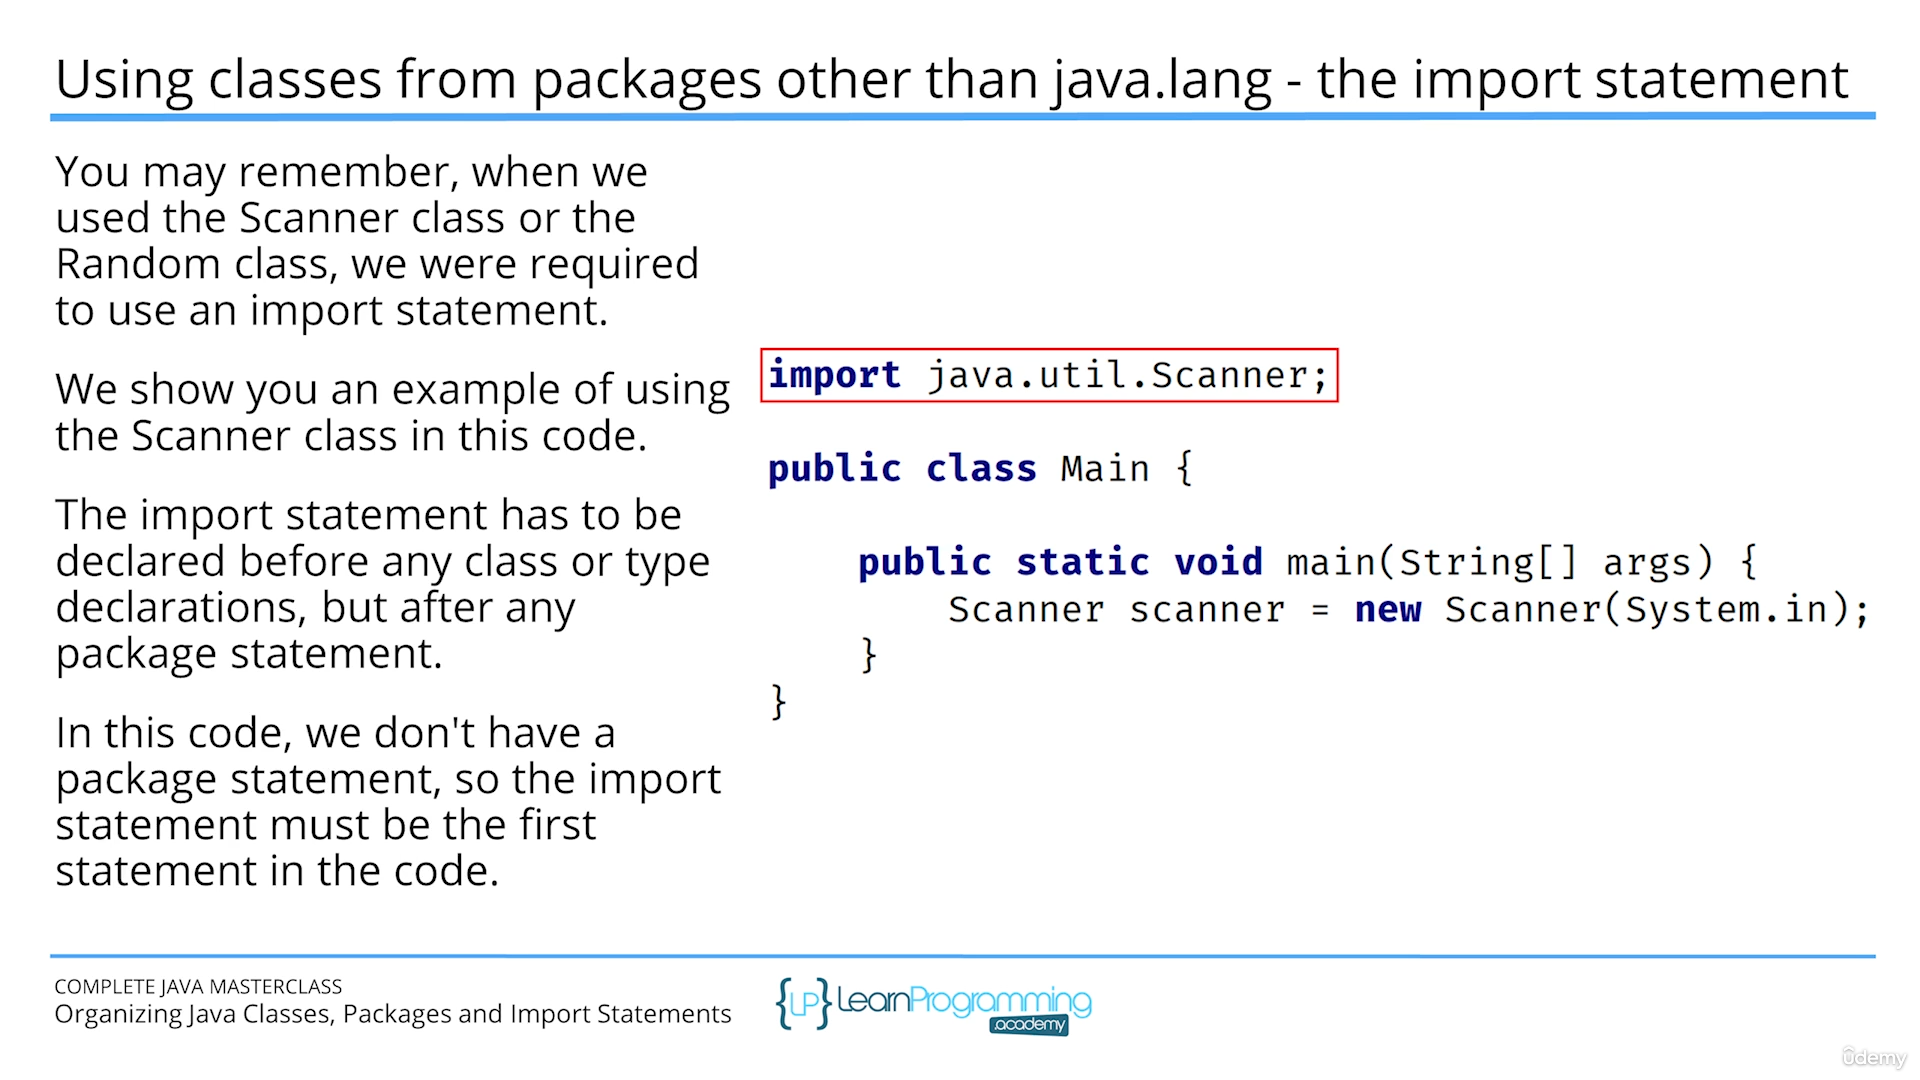 Using classes from packages other than java.lang - the import statement
You may remember, when we
used the Scanner class or the
Random class, we were required
to use an import statement.
We show you an example of using
the Scanner class in this code.
The import statement has to be
declared before any class or type
declarations, but after any
package statement.
In this code, we don't have a
package statement, so the import
statement must be the first
statement in the code.
import java.util.Scanner;
public class Main {
public static void main(String[] args) {
Scanner scanner = new Scanner(System.in);
}
}
COMPLETE JAVA MASTERCLASS
Organizing Java Classes, Packages and Import Statements
{LP} LearnProgramming
.academy
udemy